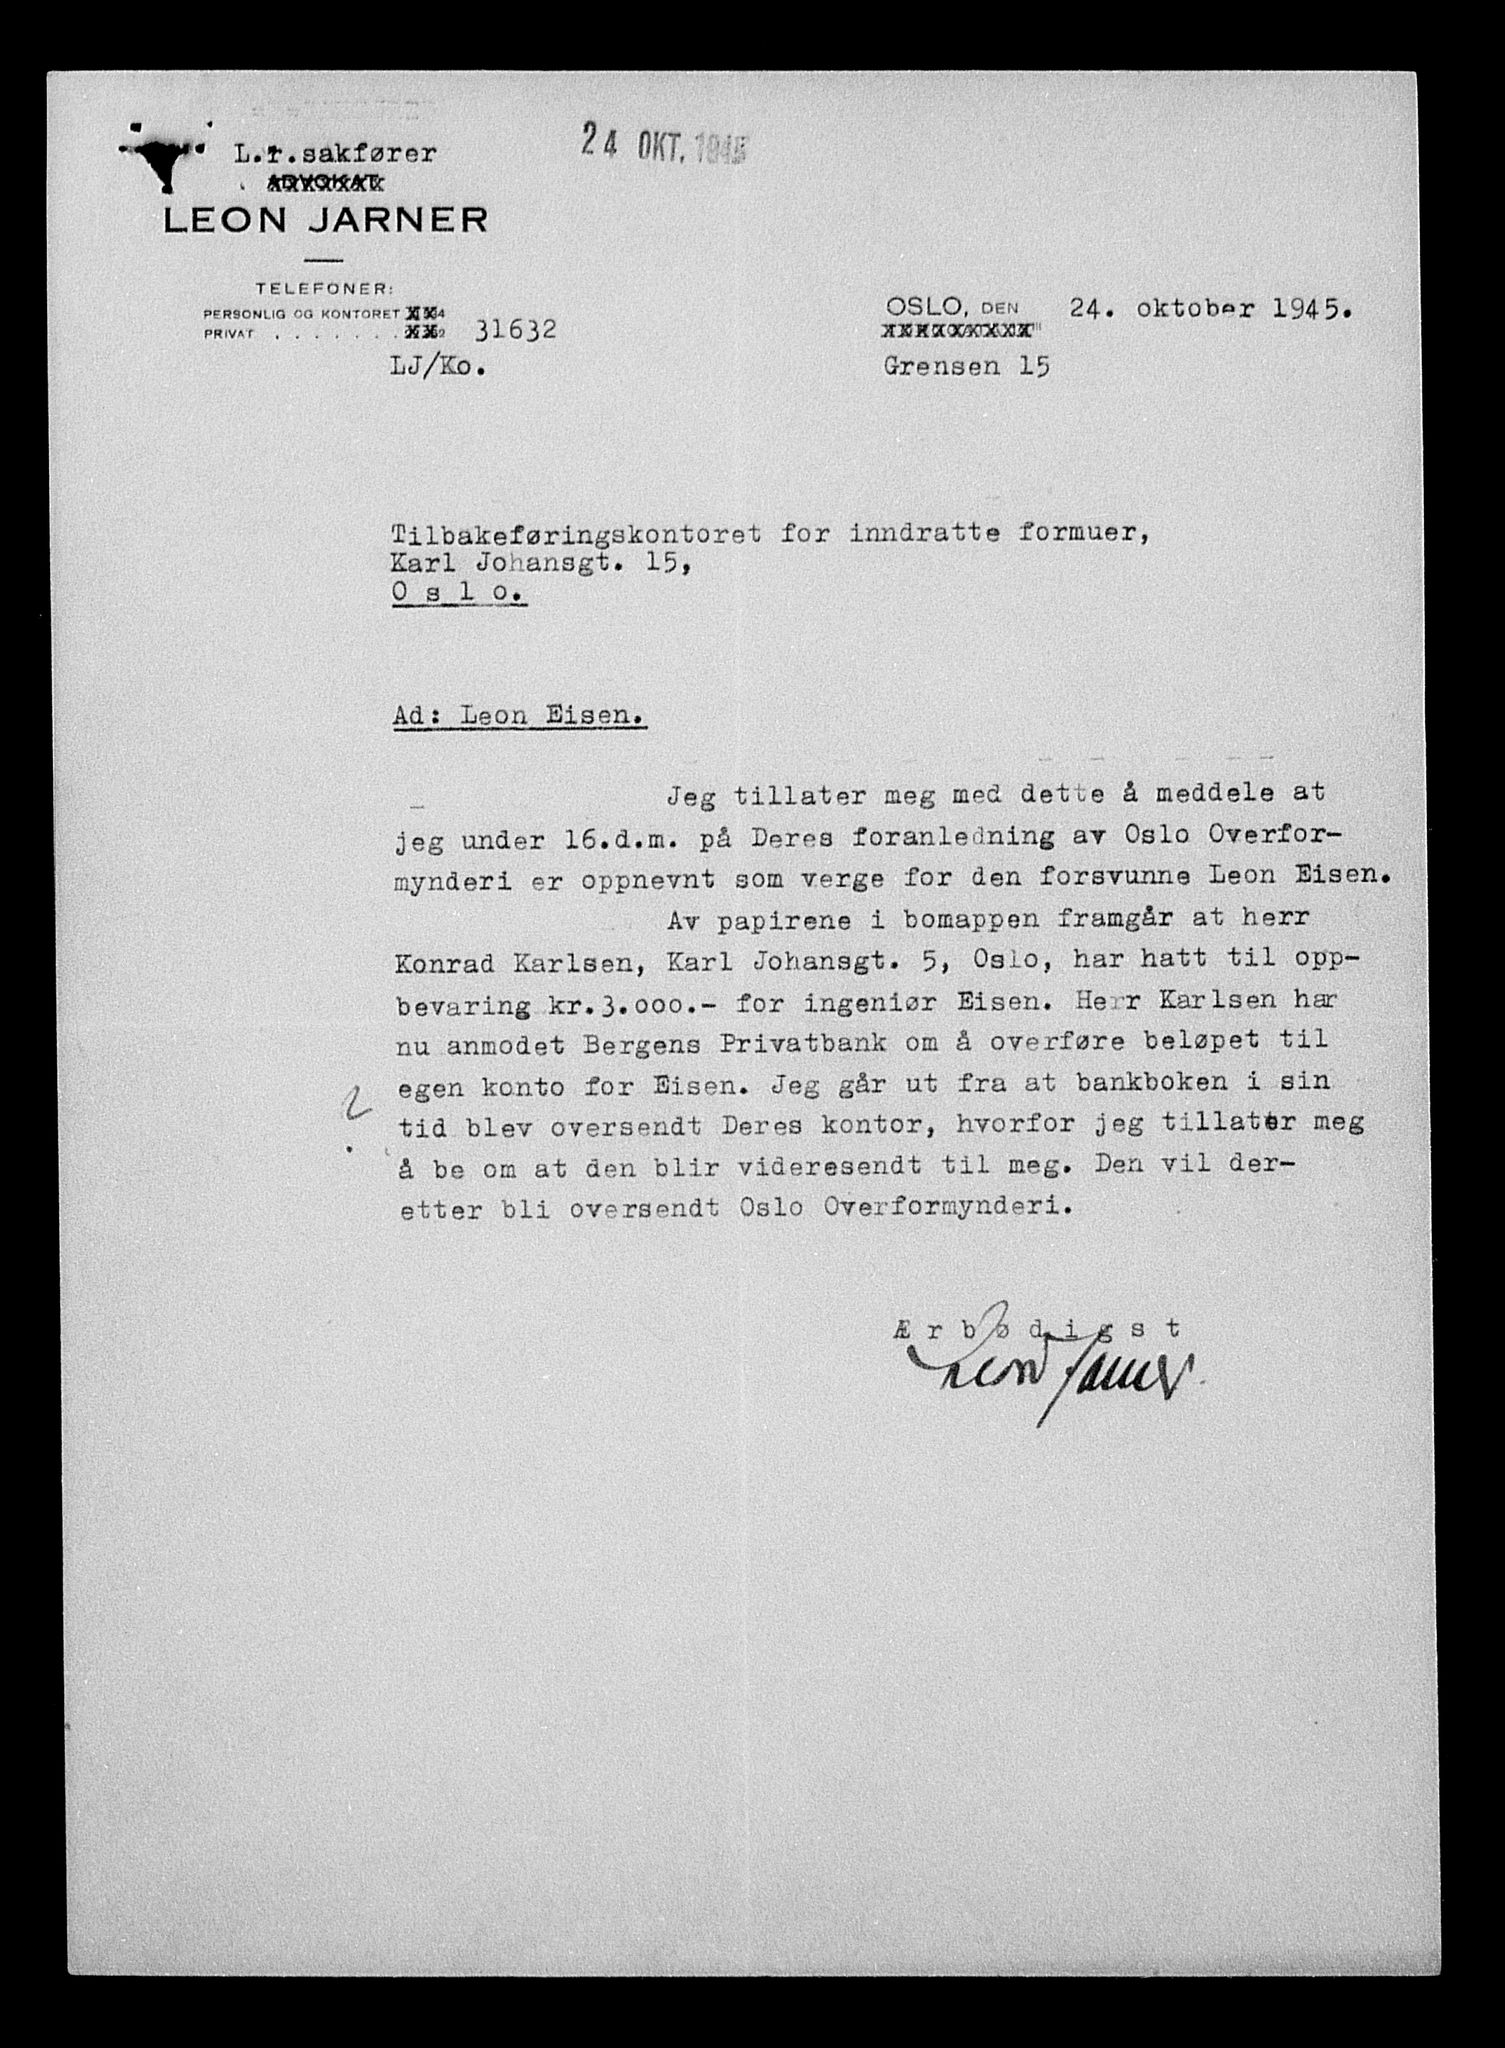 24 OKT. 1945
L.r.sakfører
ADVOKAT
LEON JARNER
TELEFONER:
PERSONLIG OG KONTORET
PRIVAT . . . . . . . 31632
LJ/Ko.
OSLO, DEN 24. oktober 1945.
Grensen 15
Tilbakeføringskontoret for inndratte formuer,
Karl Johansgt. 15,
O s l o.
Ad: Leon Eisen.
Jeg tillater meg med dette å meddele at
jeg under 16.d.m. på Deres foranledning av Oslo Overfor-
mynderi er oppnevnt som verge for den forsvunne Leon Eisen.
Av papirene i bomappen framgår at herr
Konrad Karlsen, Karl Johansgt. 5, Oslo, har hatt til opp-
bevaring kr.3.000.- for ingeniør Eisen. Herr Karlsen har
nu anmodet Bergens Privatbank om å overføre beløpet til
egen konto for Eisen. Jeg går ut fra at bankboken i sin
?
tid blev oversendt Deres kontor, hvorfor jeg tillater meg
å be om at den blir videresendt til meg. Den vil der-
etter bli oversendt Oslo Overformynderi.
Æ r b ø d i g s t
Leon Jarner